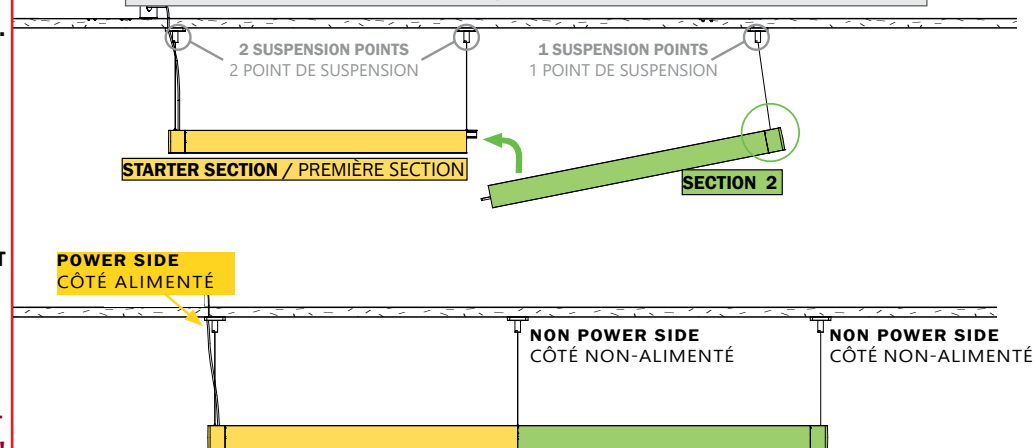 2 SUSPENSION POINTS
2 POINT DE SUSPENSION
1 SUSPENSION POINTS
1 POINT DE SUSPENSION
STARTER SECTION / PREMIÈRE SECTION
SECTION 2
POWER SIDE
CÔTÉ ALIMENTÉ
NON POWER SIDE
CÔTÉ NON-ALIMENTÉ
NON POWER SIDE
CÔTÉ NON-ALIMENTÉ